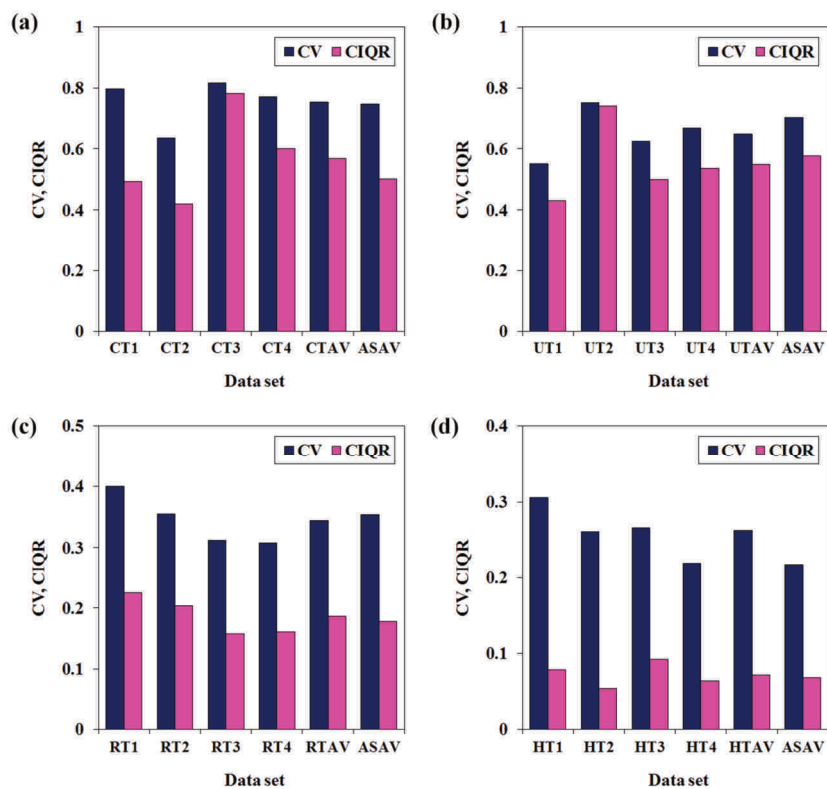 (a)
1
0.8
0.6
0.4
0.2
0
CV, CIQR
CV CIQR
CT1 CT2 CT3 CT4 CTAV ASAV
Data set
(b)
1
0.8
0.6
0.4
0.2
0
CV, CIQR
CV CIQR
UT1 UT2 UT3 UT4 UTAV ASAV
Data set
(c)
0.5
0.4
0.3
0.2
0.1
0
CV, CIQR
CV CIQR
RT1 RT2 RT3 RT4 RTAV ASAV
Data set
(d)
0.4
0.3
0.2
0.1
0
CV, CIQR
CV CIQR
HT1 HT2 HT3 HT4 HTAV ASAV
Data set